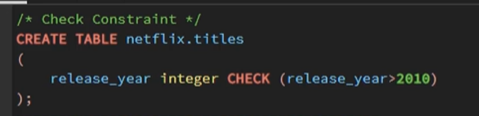 /* Check Constraint */
CREATE TABLE netflix.titles
(
    release_year integer CHECK (release_year>2010)
);